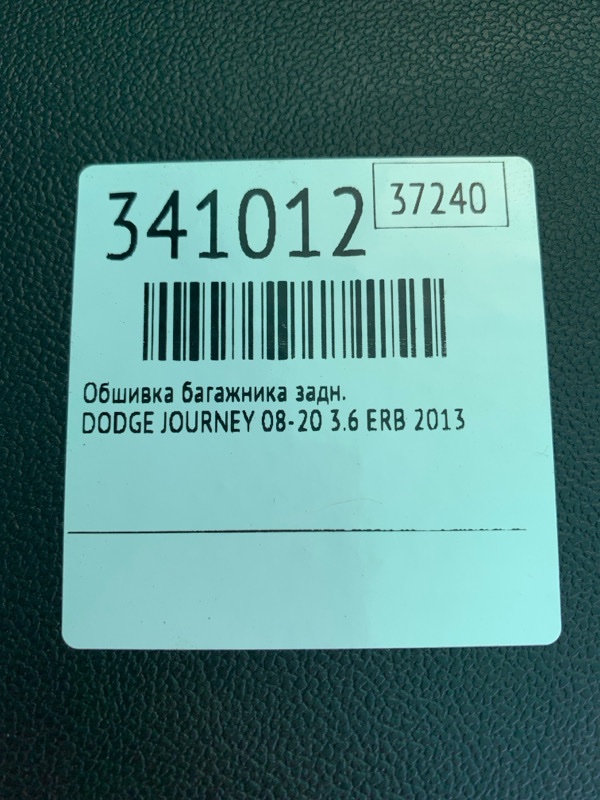 341012
37240
Обшивка багажника задн.
DODGE JOURNEY 08-20 3.6 ERB 2013